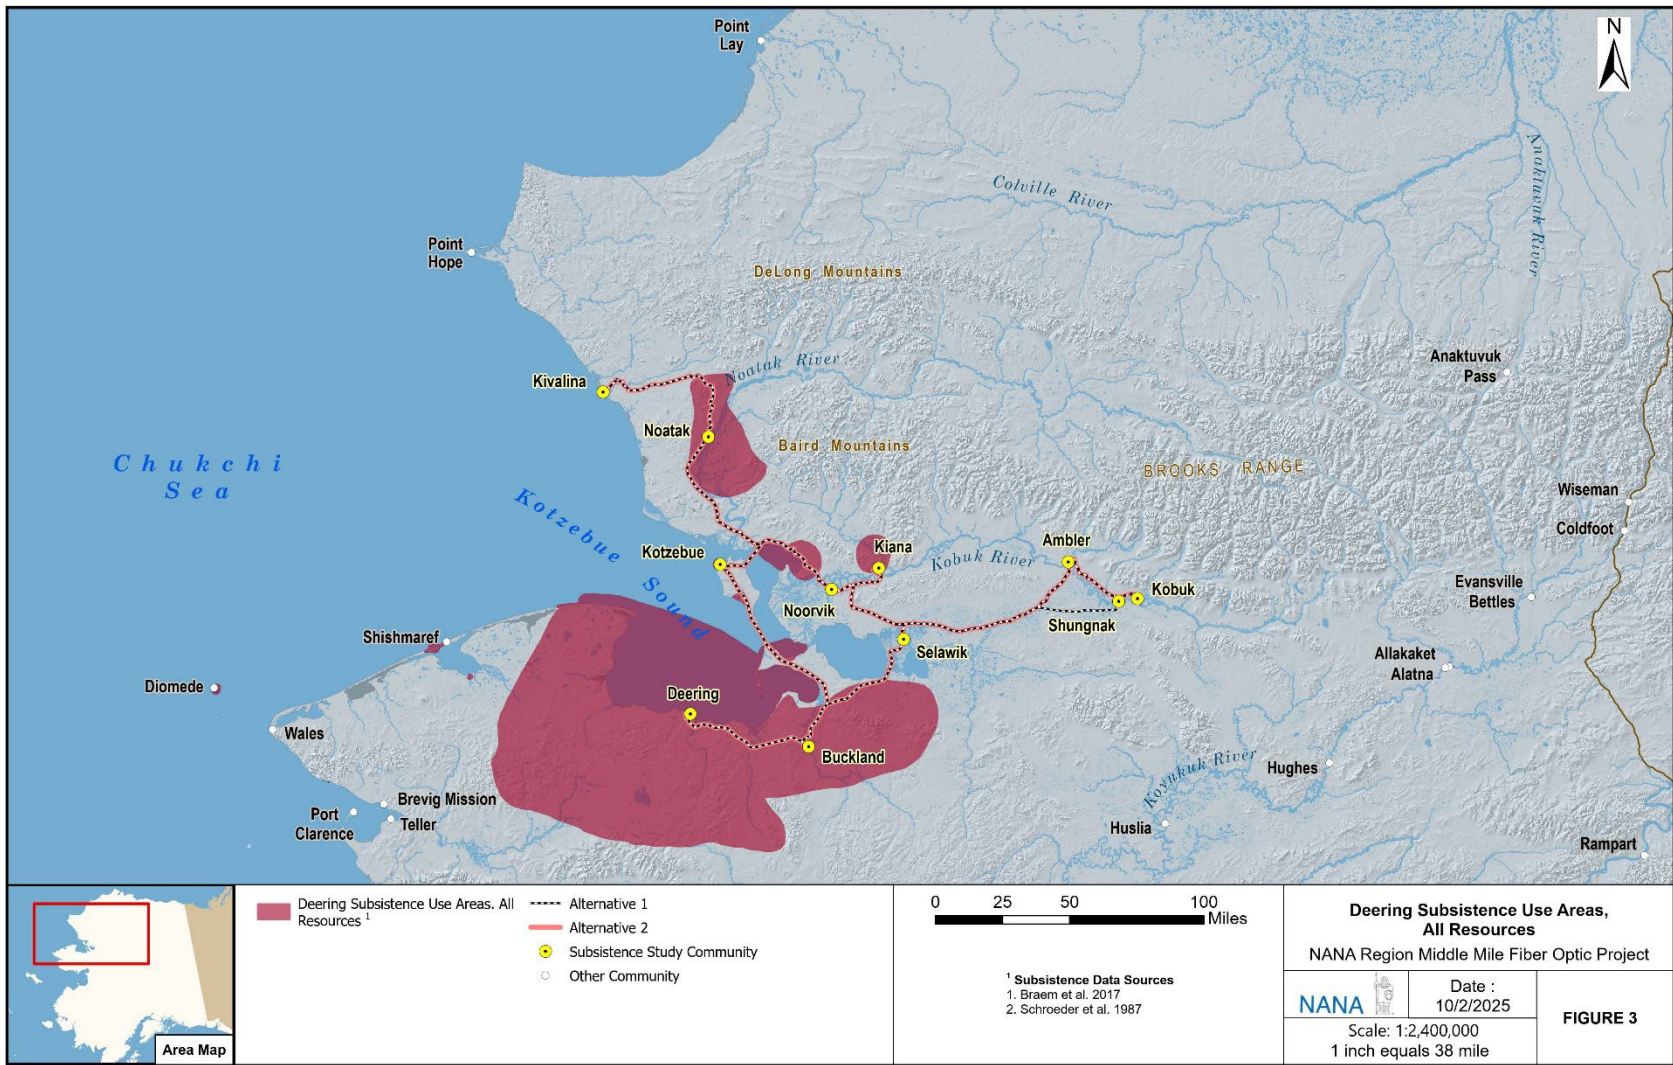 Point
Lay
N
Colville River
Anaktuvuk River
Point
Hope
DeLong Mountains
Noatak River
Anaktuvuk
Pass
Kivalina
Noatak
Baird Mountains
BROOKS RANGE
Chukchi
Sea
Wiseman
Coldfoot
Kotzebue Sound
Kotzebue
Kiana
Kobuk River
Ambler
Kobuk
Evansville
Bettles
Noorvik
Shungnak
Shishmaref
Selawik
Allakaket
Alatna
Diomede
Deering
Wales
Buckland
Koyukuk River
Hughes
Brevig Mission
Port
Clarence
Teller
Huslia
Rampart
Area Map
Deering Subsistence Use Areas. All
Resources 1
Alternative 1
Alternative 2
Subsistence Study Community
Other Community
0 25 50 100
Miles
1 Subsistence Data Sources
1. Braem et al. 2017
2. Schroeder et al. 1987
Deering Subsistence Use Areas,
All Resources
NANA Region Middle Mile Fiber Optic Project
NANA
Date :
10/2/2025
Scale: 1:2,400,000
1 inch equals 38 mile
FIGURE 3